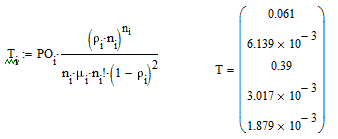 T_i := PO_i · (ρ_i · n_i)^(n_i) / (n_i · μ_i · n_i! · (1 − ρ_i)^2)
T =
0.061
6.139 × 10^−3
0.39
3.017 × 10^−3
1.879 × 10^−3